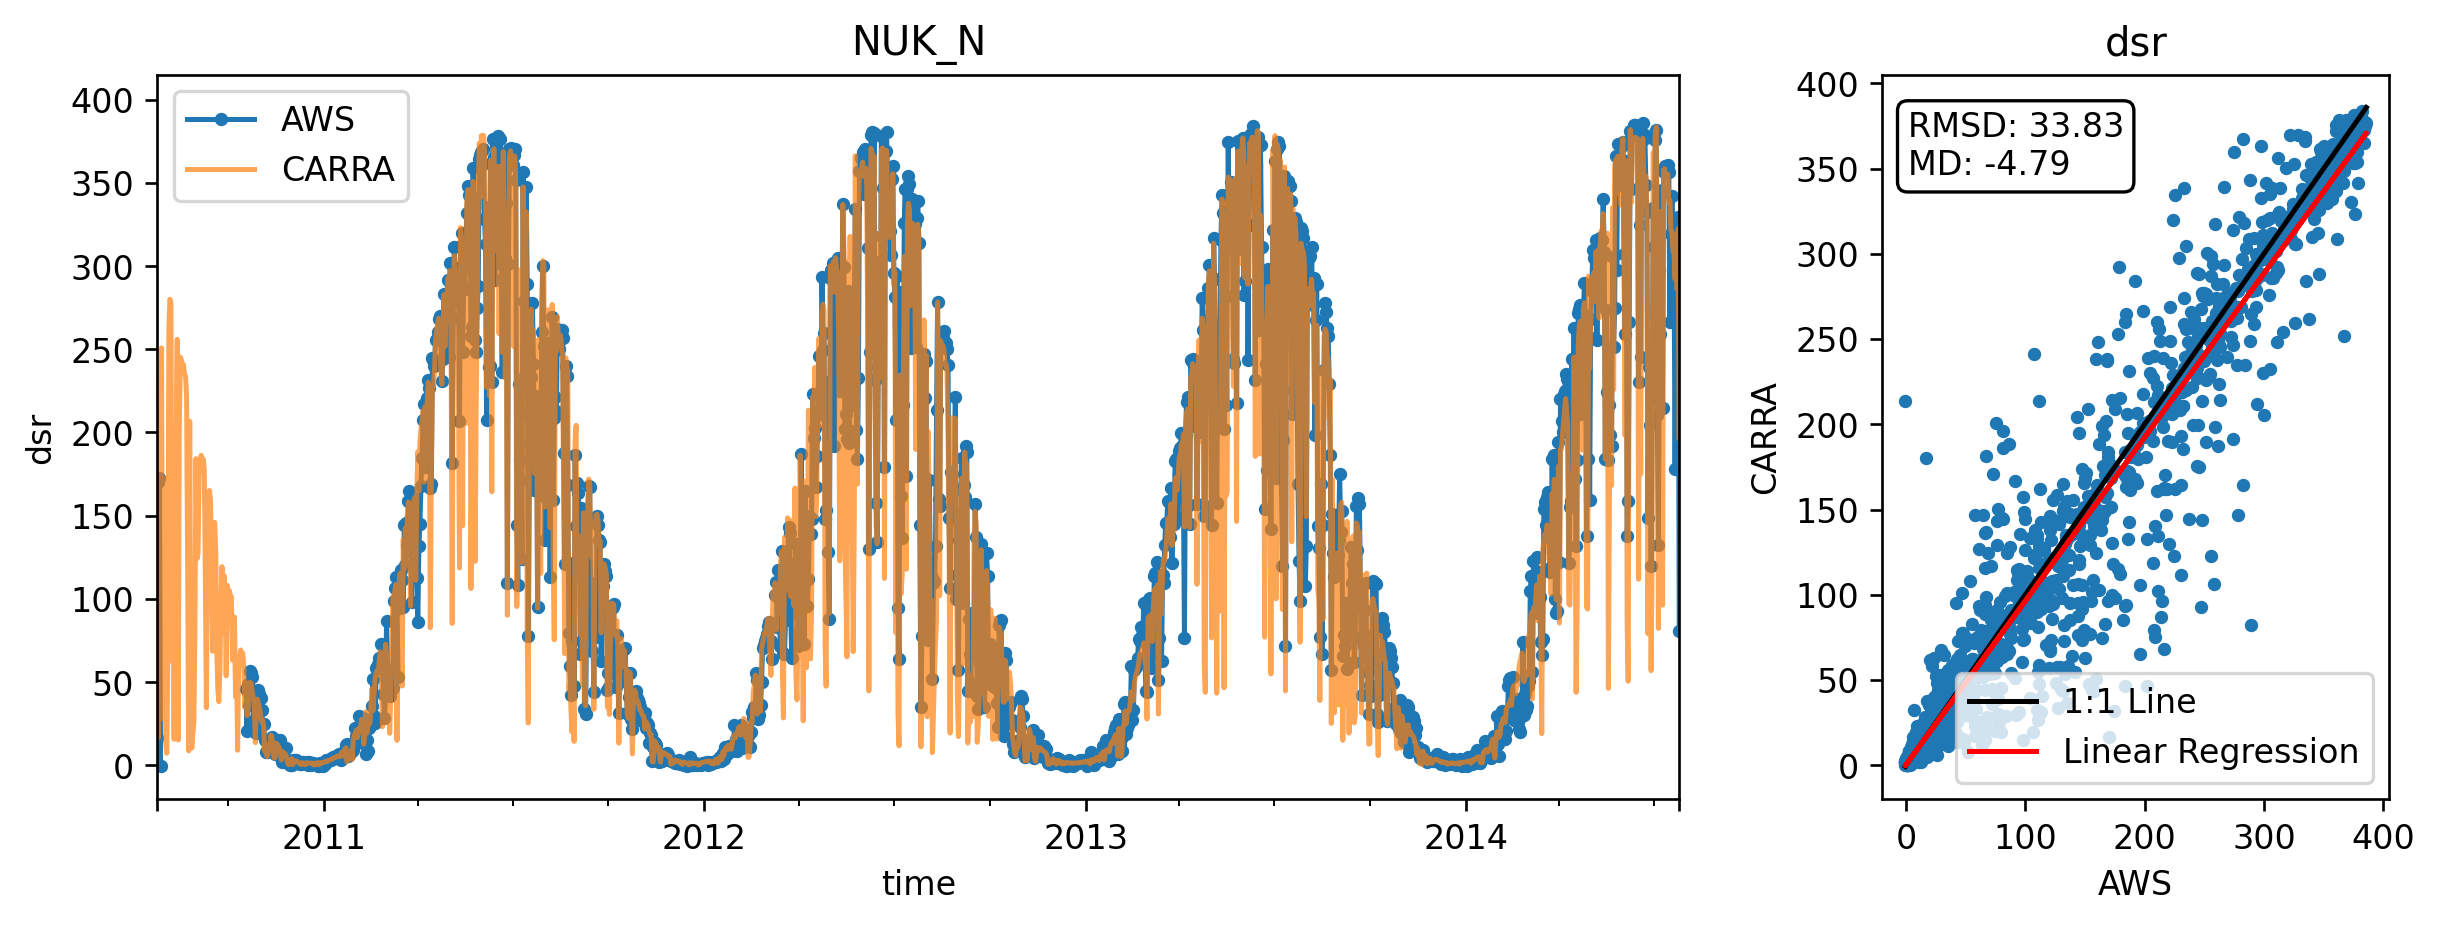 NUK_N
400
350
300
250
200
150
100
50
0
dsr
AWS
CARRA
2011 2012 2013 2014
time
dsr
400
350
300
250
200
150
100
50
0
CARRA
RMSD: 33.83
MD: -4.79
1:1 Line
Linear Regression
0 100 200 300 400
AWS